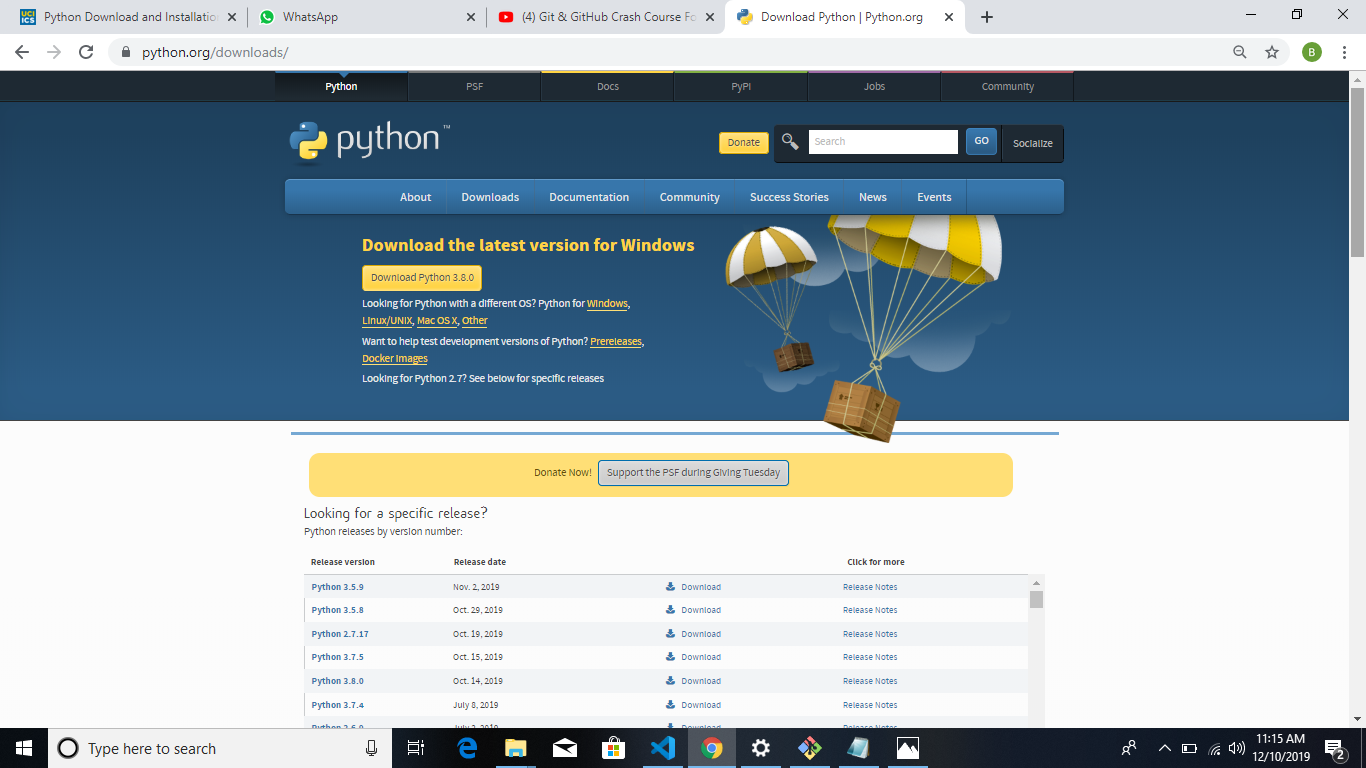 Python Download and Installatio
WhatsApp
(4) Git & GitHub Crash Course Fo
Download Python | Python.org
python.org/downloads/
B
Python
PSF
Docs
PyPI
Jobs
Community
python™
Donate
Search
GO
Socialize
About
Downloads
Documentation
Community
Success Stories
News
Events
Download the latest version for Windows
Download Python 3.8.0
Looking for Python with a different OS? Python for Windows,
Linux/UNIX, Mac OS X, Other
Want to help test development versions of Python? Prereleases,
Docker Images
Looking for Python 2.7? See below for specific releases
Donate Now! Support the PSF during Giving Tuesday
Looking for a specific release?
Python releases by version number:
Release version Release date Click for more
Python 3.5.9 Nov. 2, 2019 Download Release Notes
Python 3.5.8 Oct. 29, 2019 Download Release Notes
Python 2.7.17 Oct. 19, 2019 Download Release Notes
Python 3.7.5 Oct. 15, 2019 Download Release Notes
Python 3.8.0 Oct. 14, 2019 Download Release Notes
Python 3.7.4 July 8, 2019 Download Release Notes
Type here to search
11:15 AM
12/10/2019
2